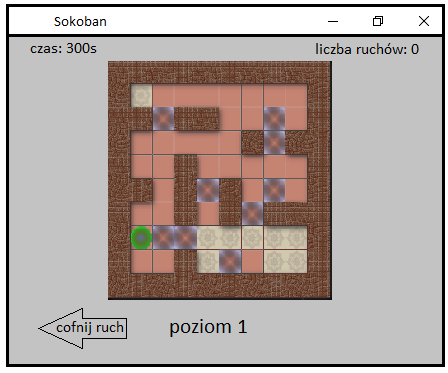 Sokoban
czas: 300s
liczba ruchów: 0
cofnij ruch
poziom 1